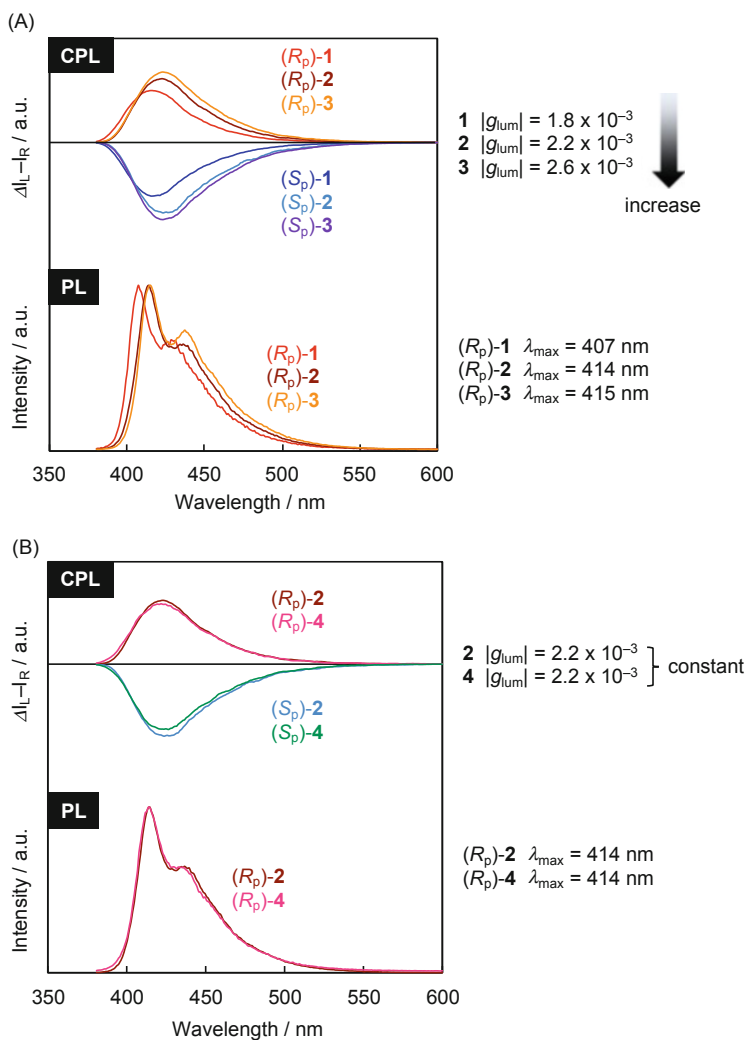 (A)
CPL
(Rp)-1
(Rp)-2
(Rp)-3
ΔIL–IR / a.u.
(Sp)-1
(Sp)-2
(Sp)-3
1 |glum| = 1.8 x 10–3
2 |glum| = 2.2 x 10–3
3 |glum| = 2.6 x 10–3
increase
PL
Intensity / a.u.
(Rp)-1
(Rp)-2
(Rp)-3
(Rp)-1 λmax = 407 nm
(Rp)-2 λmax = 414 nm
(Rp)-3 λmax = 415 nm
350 400 450 500 550 600
Wavelength / nm
(B)
CPL
(Rp)-2
(Rp)-4
ΔIL–IR / a.u.
(Sp)-2
(Sp)-4
2 |glum| = 2.2 x 10–3
4 |glum| = 2.2 x 10–3
constant
PL
Intensity / a.u.
(Rp)-2
(Rp)-4
(Rp)-2 λmax = 414 nm
(Rp)-4 λmax = 414 nm
350 400 450 500 550 600
Wavelength / nm